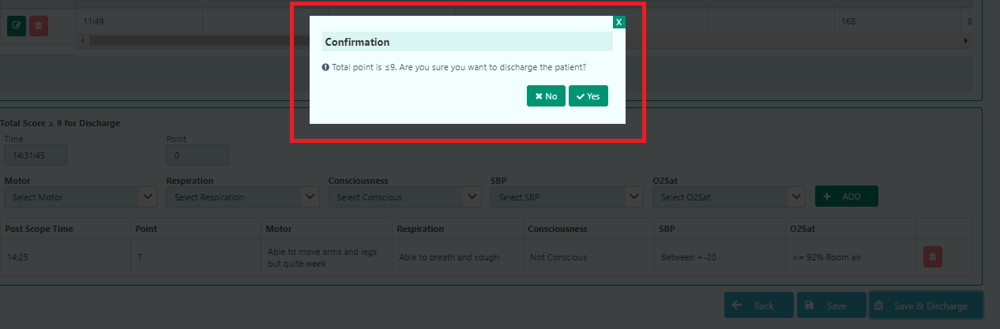 11:49
168
8
X
Confirmation
Total point is ≤9. Are you sure you want to discharge the patient?
No
Yes
Total Score ≥ 9 for Discharge
Time
Point
14:31:45
0
Motor
Respiration
Consciousness
SBP
O2Sat
Select Motor
Select Respiration
Select Conscious
Select SBP
Select O2Sat
+ ADD
Post Scope Time
Point
Motor
Respiration
Consciousness
SBP
O2Sat
14:25
7
Able to move arms and legs
but quite week
Able to breath and cough
Not Conscious
Between +-20
>= 92% Room air
Back
Save
Save & Discharge